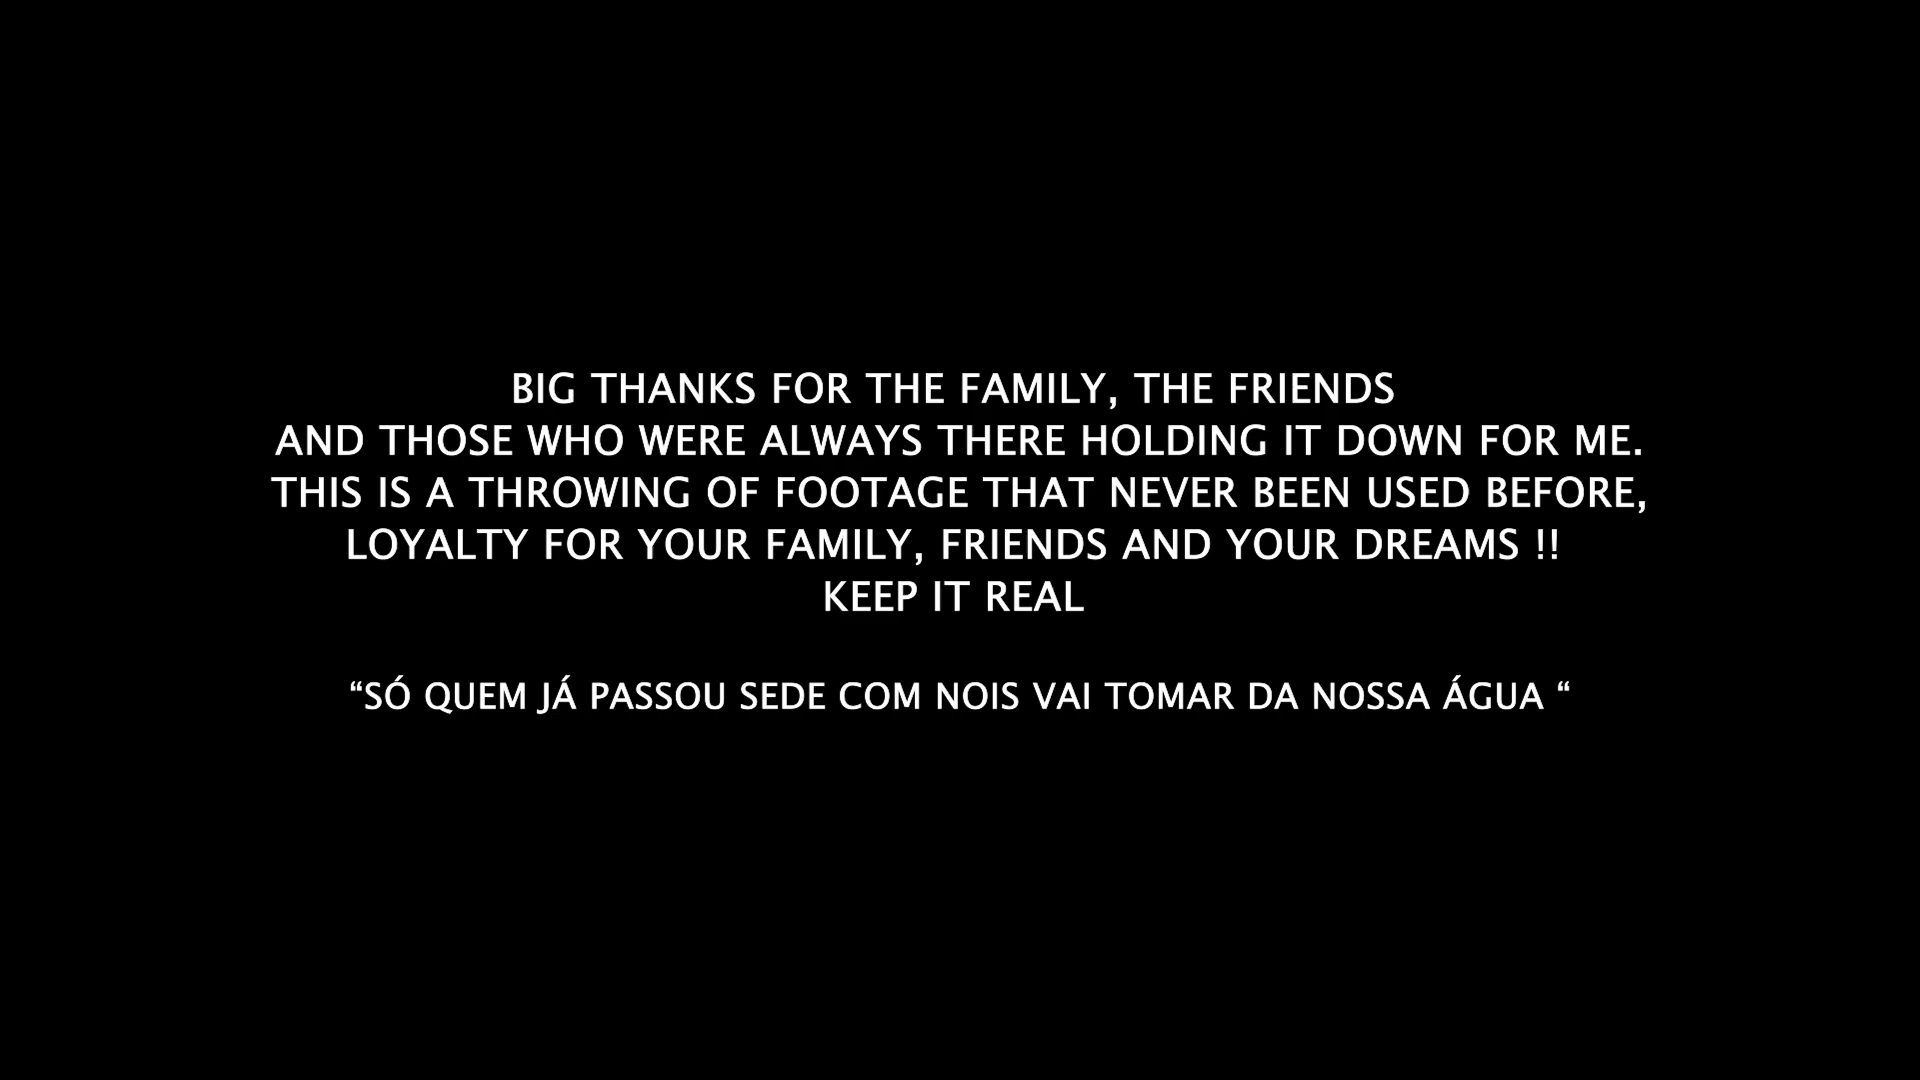 BIG THANKS FOR THE FAMILY, THE FRIENDS
AND THOSE WHO WERE ALWAYS THERE HOLDING IT DOWN FOR ME.
THIS IS A THROWING OF FOOTAGE THAT NEVER BEEN USED BEFORE,
LOYALTY FOR YOUR FAMILY, FRIENDS AND YOUR DREAMS !!
KEEP IT REAL
“SÓ QUEM JÁ PASSOU SEDE COM NOIS VAI TOMAR DA NOSSA ÁGUA “